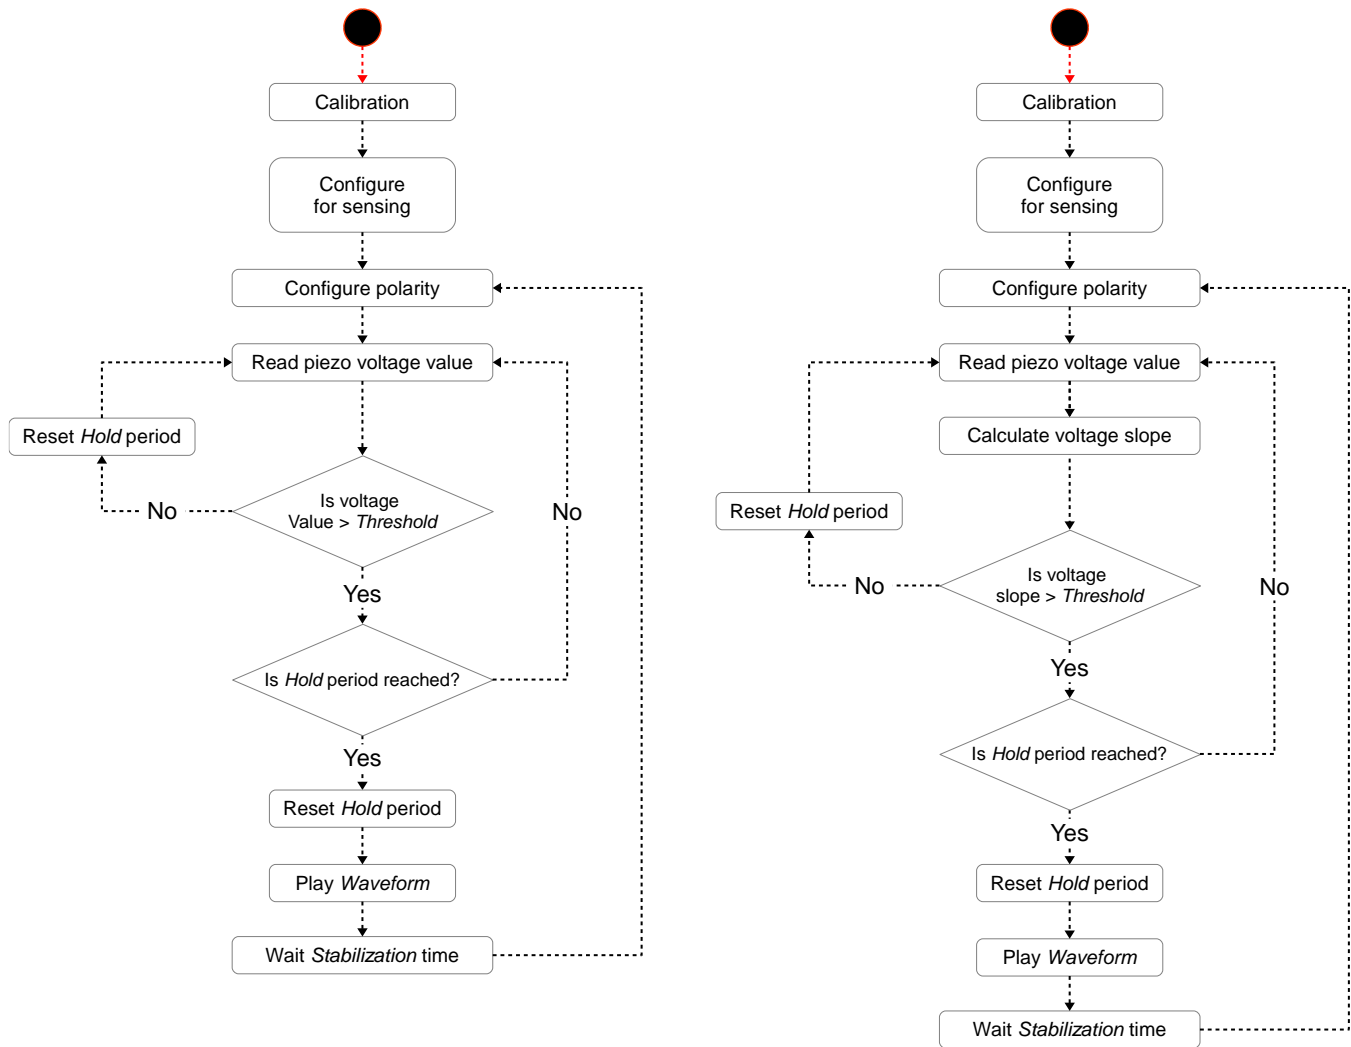 Calibration
Configure
for sensing
Configure polarity
Read piezo voltage value
Reset Hold period
Is voltage
Value > Threshold
No
No
Yes
Is Hold period reached?
Yes
Reset Hold period
Play Waveform
Wait Stabilization time
Calibration
Configure
for sensing
Configure polarity
Read piezo voltage value
Calculate voltage slope
Reset Hold period
Is voltage
slope > Threshold
No
No
Yes
Is Hold period reached?
Yes
Reset Hold period
Play Waveform
Wait Stabilization time